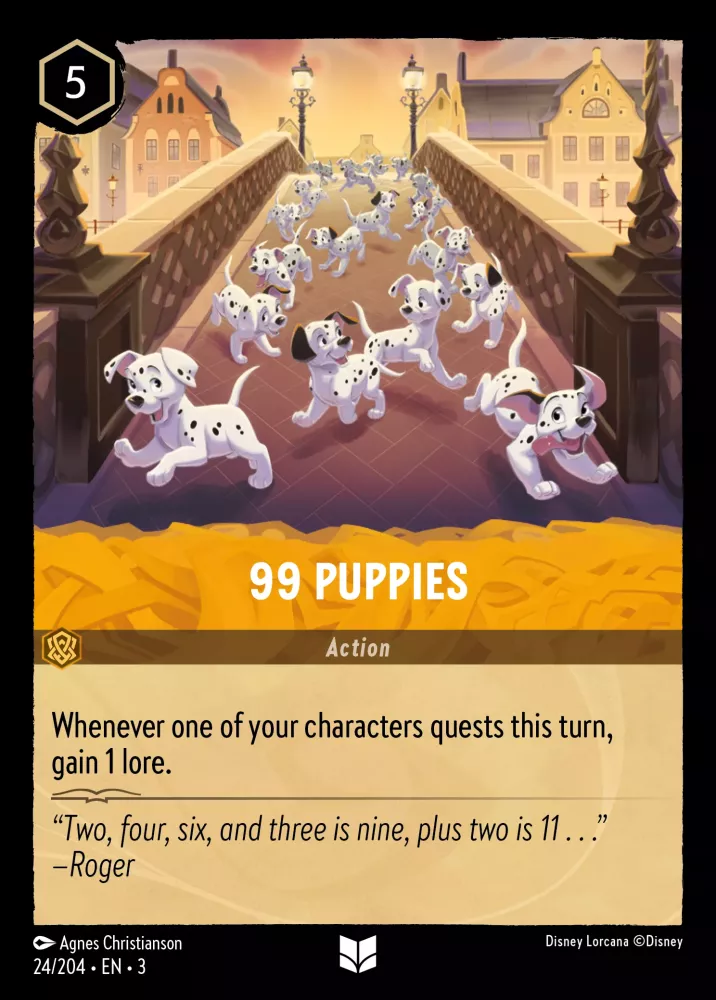 5
99 PUPPIES
Action
Whenever one of your characters quests this turn,
gain 1 lore.
“Two, four, six, and three is nine, plus two is 11 . . .”
–Roger
Agnes Christianson
Disney Lorcana ©Disney
24/204 • EN • 3